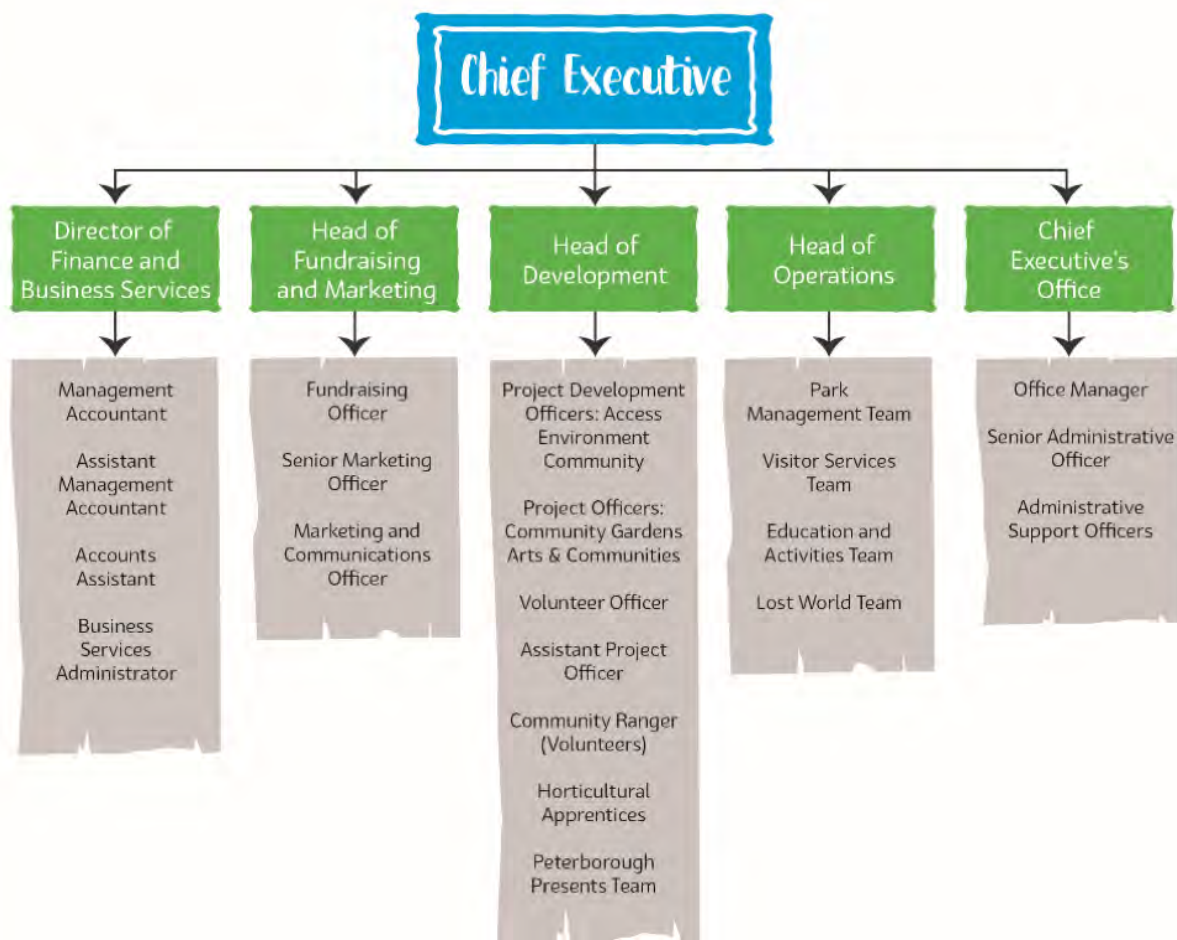 Chief Executive
Director of
Finance and
Business Services
Head of
Fundraising
and Marketing
Head of
Development
Head of
Operations
Chief
Executive's
Office
Management
Accountant
Assistant
Management
Accountant
Accounts
Assistant
Business
Services
Administrator
Fundraising
Officer
Senior Marketing
Officer
Marketing and
Communications
Officer
Project Development
Officers: Access
Environment
Community
Project Officers:
Community Gardens
Arts & Communities
Volunteer Officer
Assistant Project
Officer
Community Ranger
(Volunteers)
Horticultural
Apprentices
Peterborough
Presents Team
Park
Management Team
Visitor Services
Team
Education and
Activities Team
Lost World Team
Office Manager
Senior Administrative
Officer
Administrative
Support Officers